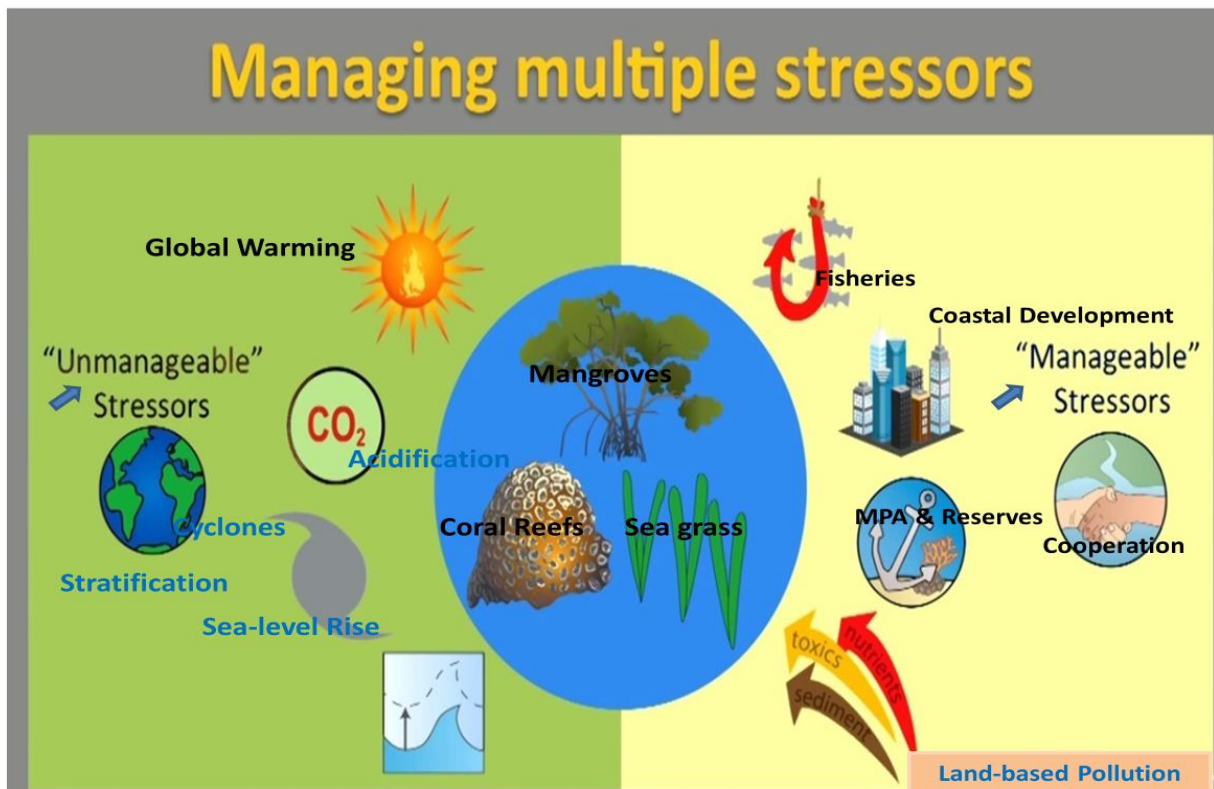 Managing multiple stressors
Global Warming
"Unmanageable"
Stressors
CO₂
Acidification
Cyclones
Stratification
Sea-level Rise
Mangroves
Coral Reefs
Sea grass
Fisheries
Coastal Development
"Manageable"
Stressors
MPA & Reserves
Cooperation
toxics
nutrients
sediment
Land-based Pollution